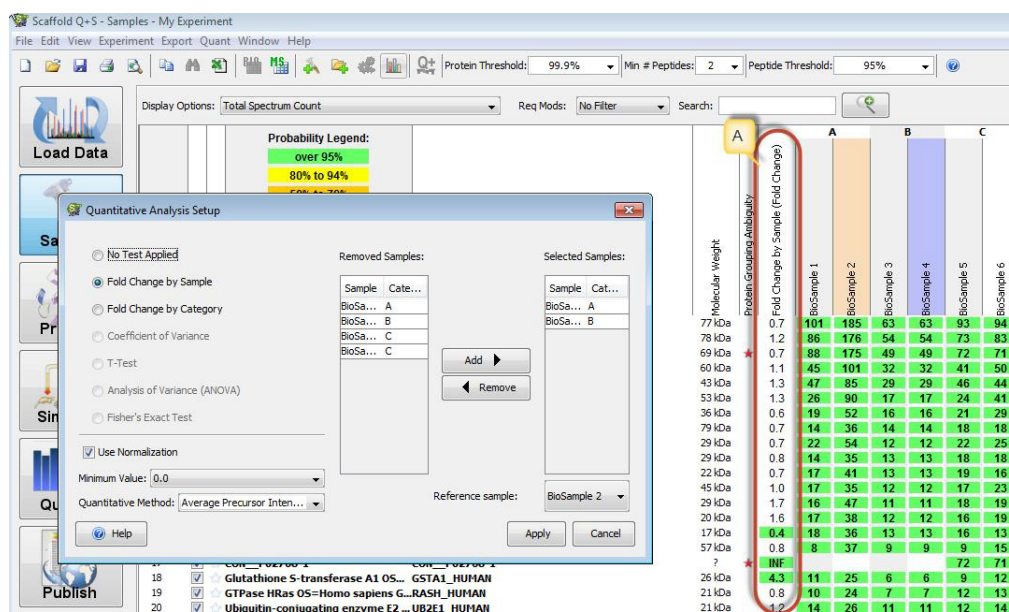 Scaffold Q+S - Samples - My Experiment
File Edit View Experiment Export Quant Window Help
Protein Threshold: 99.9% Min # Peptides: 2 Peptide Threshold: 95%
Load Data
Display Options: Total Spectrum Count Req Mods: No Filter Search:
Probability Legend:
over 95%
80% to 94%
A
A B C
Molecular Weight
Protein Grouping Ambiguity
Fold Change by Sample (Fold Change)
BioSample 1
BioSample 2
BioSample 3
BioSample 4
BioSample 5
BioSample 6
Quantitative Analysis Setup
No Test Applied
Fold Change by Sample
Fold Change by Category
Coefficient of Variance
T-Test
Analysis of Variance (ANOVA)
Fisher's Exact Test
Use Normalization
Minimum Value: 0.0
Quantitative Method: Average Precursor Inten...
Help
Removed Samples:
Sample Cate...
BioSa... A
BioSa... B
BioSa... C
BioSa... C
Add
Remove
Selected Samples:
Sample Cat...
BioSa... A
BioSa... B
Reference sample: BioSample 2
Apply Cancel
77 kDa 0.7 101 185 63 63 93 94
78 kDa 1.2 86 176 54 54 73 83
69 kDa 0.7 88 175 49 49 72 71
60 kDa 1.1 45 101 32 32 41 50
43 kDa 1.3 47 85 29 29 46 44
53 kDa 1.3 26 90 17 17 24 41
36 kDa 0.6 19 52 16 16 21 29
79 kDa 0.7 14 36 14 14 18 18
29 kDa 0.7 22 54 12 12 22 25
29 kDa 0.8 14 35 13 13 18 18
22 kDa 0.7 17 41 13 13 19 16
45 kDa 1.0 17 35 12 12 17 23
29 kDa 1.7 16 47 11 11 18 19
20 kDa 1.6 17 38 12 12 16 19
17 kDa 0.4 18 36 13 13 16 13
57 kDa 0.8 8 37 9 9 9 15
? INF 72 71
18 Glutathione S-transferase A1 OS... GSTA1_HUMAN 26 kDa 4.3 11 25 6 6 9 12
19 GTPase HRas OS=Homo sapiens G... RASH_HUMAN 21 kDa 0.8 10 24 7 7 12 13
20 Ubiquitin-conjugating enzyme E2 ... UB2E1_HUMAN 21 kDa 1.2 14 26 11 11 12 14
Publish